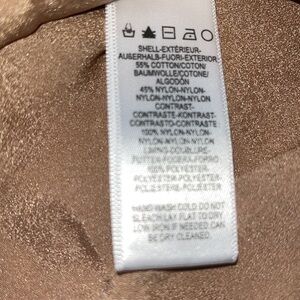 SHELL-EXTÉRIEUR-
AUßERHALB-FUORI-EXTERIOR
55% COTTON/COTON/
BAUMWOLLE/COTONE/
ALGODÓN
45% NYLON-NYLON-
NYLON-NYLON-NYLON
CONTRAST-
CONTRASTE-KONTRAST-
CONTRASTO-CONTRASTE
100% NYLON-NYLON-
NYLON-NYLON-NYLON
LINING-DOUBLURE-
FUTTER-FODERA-FORRO
100% POLYESTER-
POLYESTER-POLYESTER-
POLIESTERE-POLIESTER
HAND WASH COLD DO NOT
BLEACH LAY FLAT TO DRY
LOW IRON IF NEEDED CAN
BE DRY CLEANED